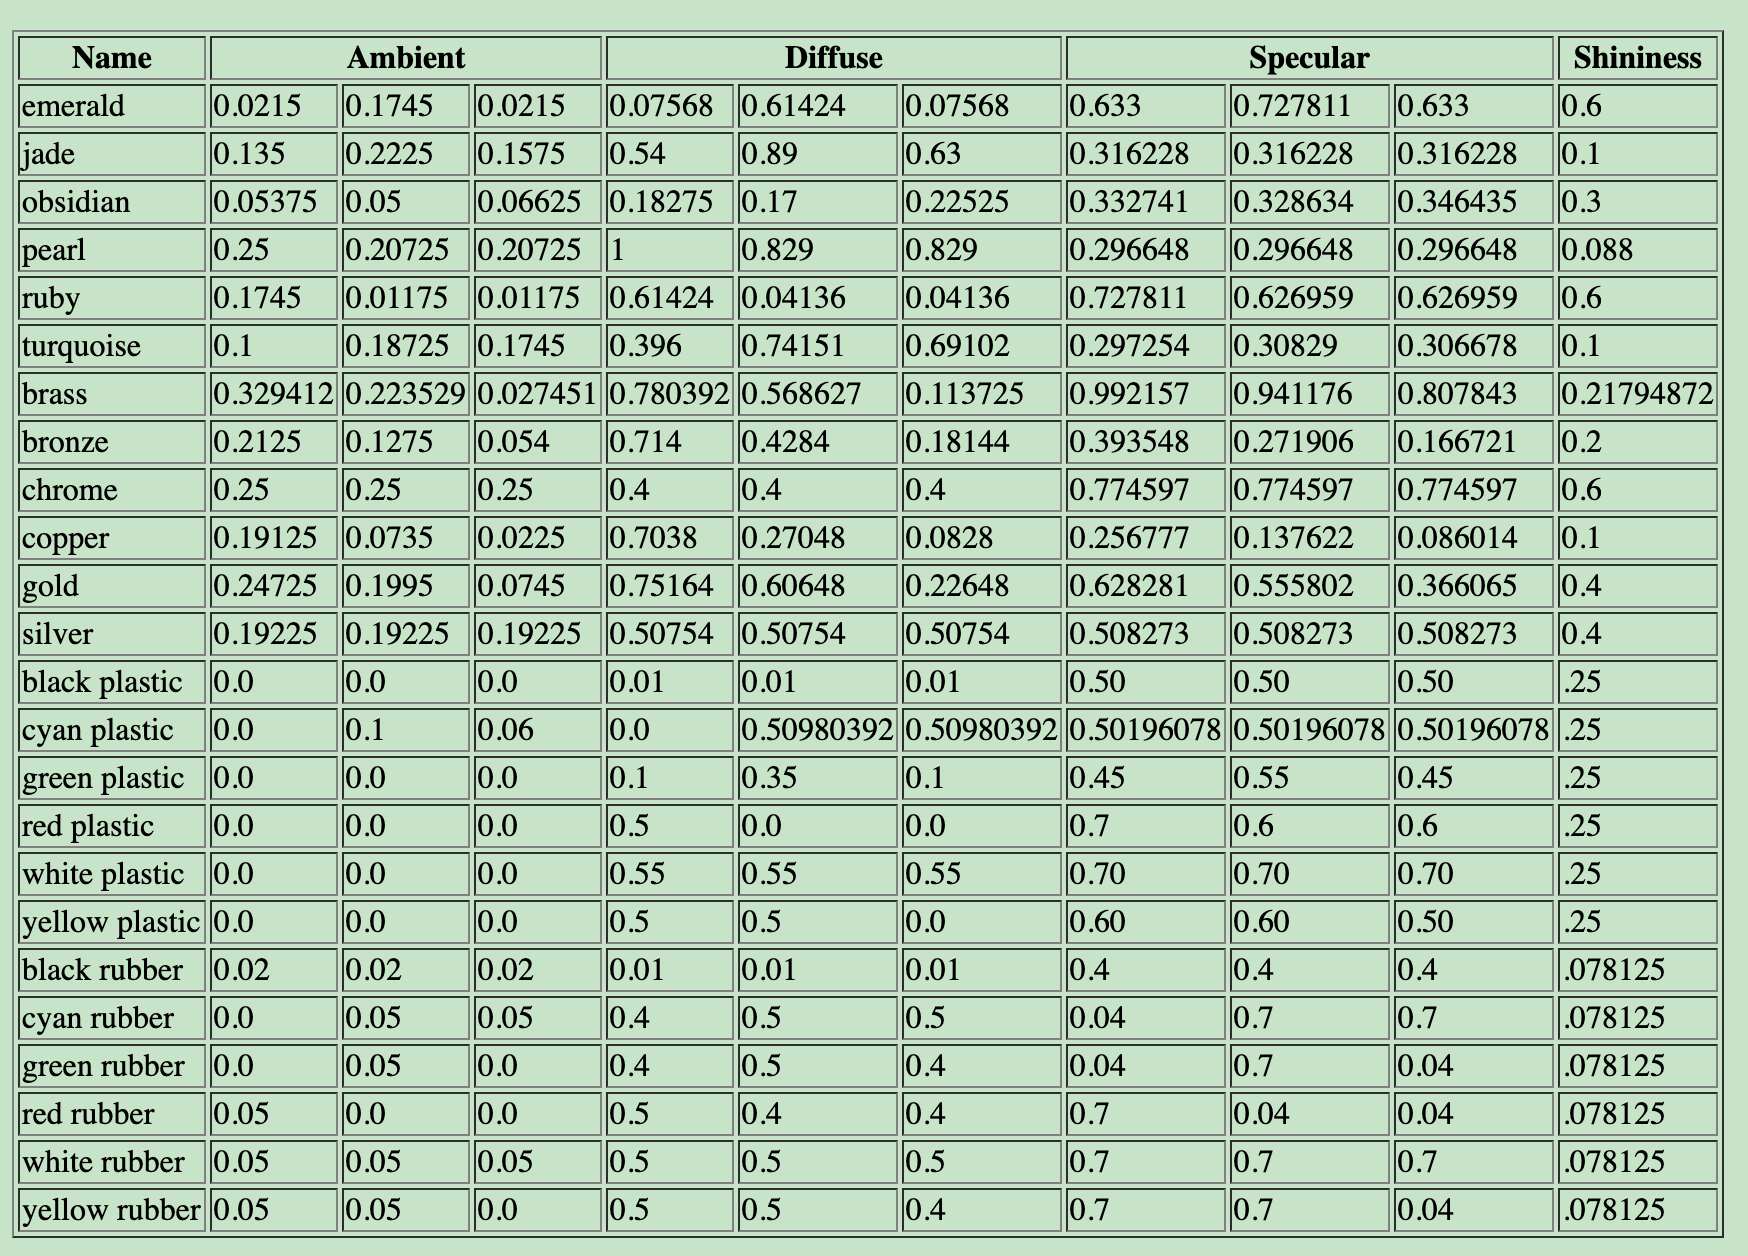 Name Ambient Diffuse Specular Shininess
emerald 0.0215 0.1745 0.0215 0.07568 0.61424 0.07568 0.633 0.727811 0.633 0.6
jade 0.135 0.2225 0.1575 0.54 0.89 0.63 0.316228 0.316228 0.316228 0.1
obsidian 0.05375 0.05 0.06625 0.18275 0.17 0.22525 0.332741 0.328634 0.346435 0.3
pearl 0.25 0.20725 0.20725 1 0.829 0.829 0.296648 0.296648 0.296648 0.088
ruby 0.1745 0.01175 0.01175 0.61424 0.04136 0.04136 0.727811 0.626959 0.626959 0.6
turquoise 0.1 0.18725 0.1745 0.396 0.74151 0.69102 0.297254 0.30829 0.306678 0.1
brass 0.329412 0.223529 0.027451 0.780392 0.568627 0.113725 0.992157 0.941176 0.807843 0.21794872
bronze 0.2125 0.1275 0.054 0.714 0.4284 0.18144 0.393548 0.271906 0.166721 0.2
chrome 0.25 0.25 0.25 0.4 0.4 0.4 0.774597 0.774597 0.774597 0.6
copper 0.19125 0.0735 0.0225 0.7038 0.27048 0.0828 0.256777 0.137622 0.086014 0.1
gold 0.24725 0.1995 0.0745 0.75164 0.60648 0.22648 0.628281 0.555802 0.366065 0.4
silver 0.19225 0.19225 0.19225 0.50754 0.50754 0.50754 0.508273 0.508273 0.508273 0.4
black plastic 0.0 0.0 0.0 0.01 0.01 0.01 0.50 0.50 0.50 .25
cyan plastic 0.0 0.1 0.06 0.0 0.50980392 0.50980392 0.50196078 0.50196078 0.50196078 .25
green plastic 0.0 0.0 0.0 0.1 0.35 0.1 0.45 0.55 0.45 .25
red plastic 0.0 0.0 0.0 0.5 0.0 0.0 0.7 0.6 0.6 .25
white plastic 0.0 0.0 0.0 0.55 0.55 0.55 0.70 0.70 0.70 .25
yellow plastic 0.0 0.0 0.0 0.5 0.5 0.0 0.60 0.60 0.50 .25
black rubber 0.02 0.02 0.02 0.01 0.01 0.01 0.4 0.4 0.4 .078125
cyan rubber 0.0 0.05 0.05 0.4 0.5 0.5 0.04 0.7 0.7 .078125
green rubber 0.0 0.05 0.0 0.4 0.5 0.4 0.04 0.7 0.04 .078125
red rubber 0.05 0.0 0.0 0.5 0.4 0.4 0.7 0.04 0.04 .078125
white rubber 0.05 0.05 0.05 0.5 0.5 0.5 0.7 0.7 0.7 .078125
yellow rubber 0.05 0.05 0.0 0.5 0.5 0.4 0.7 0.7 0.04 .078125